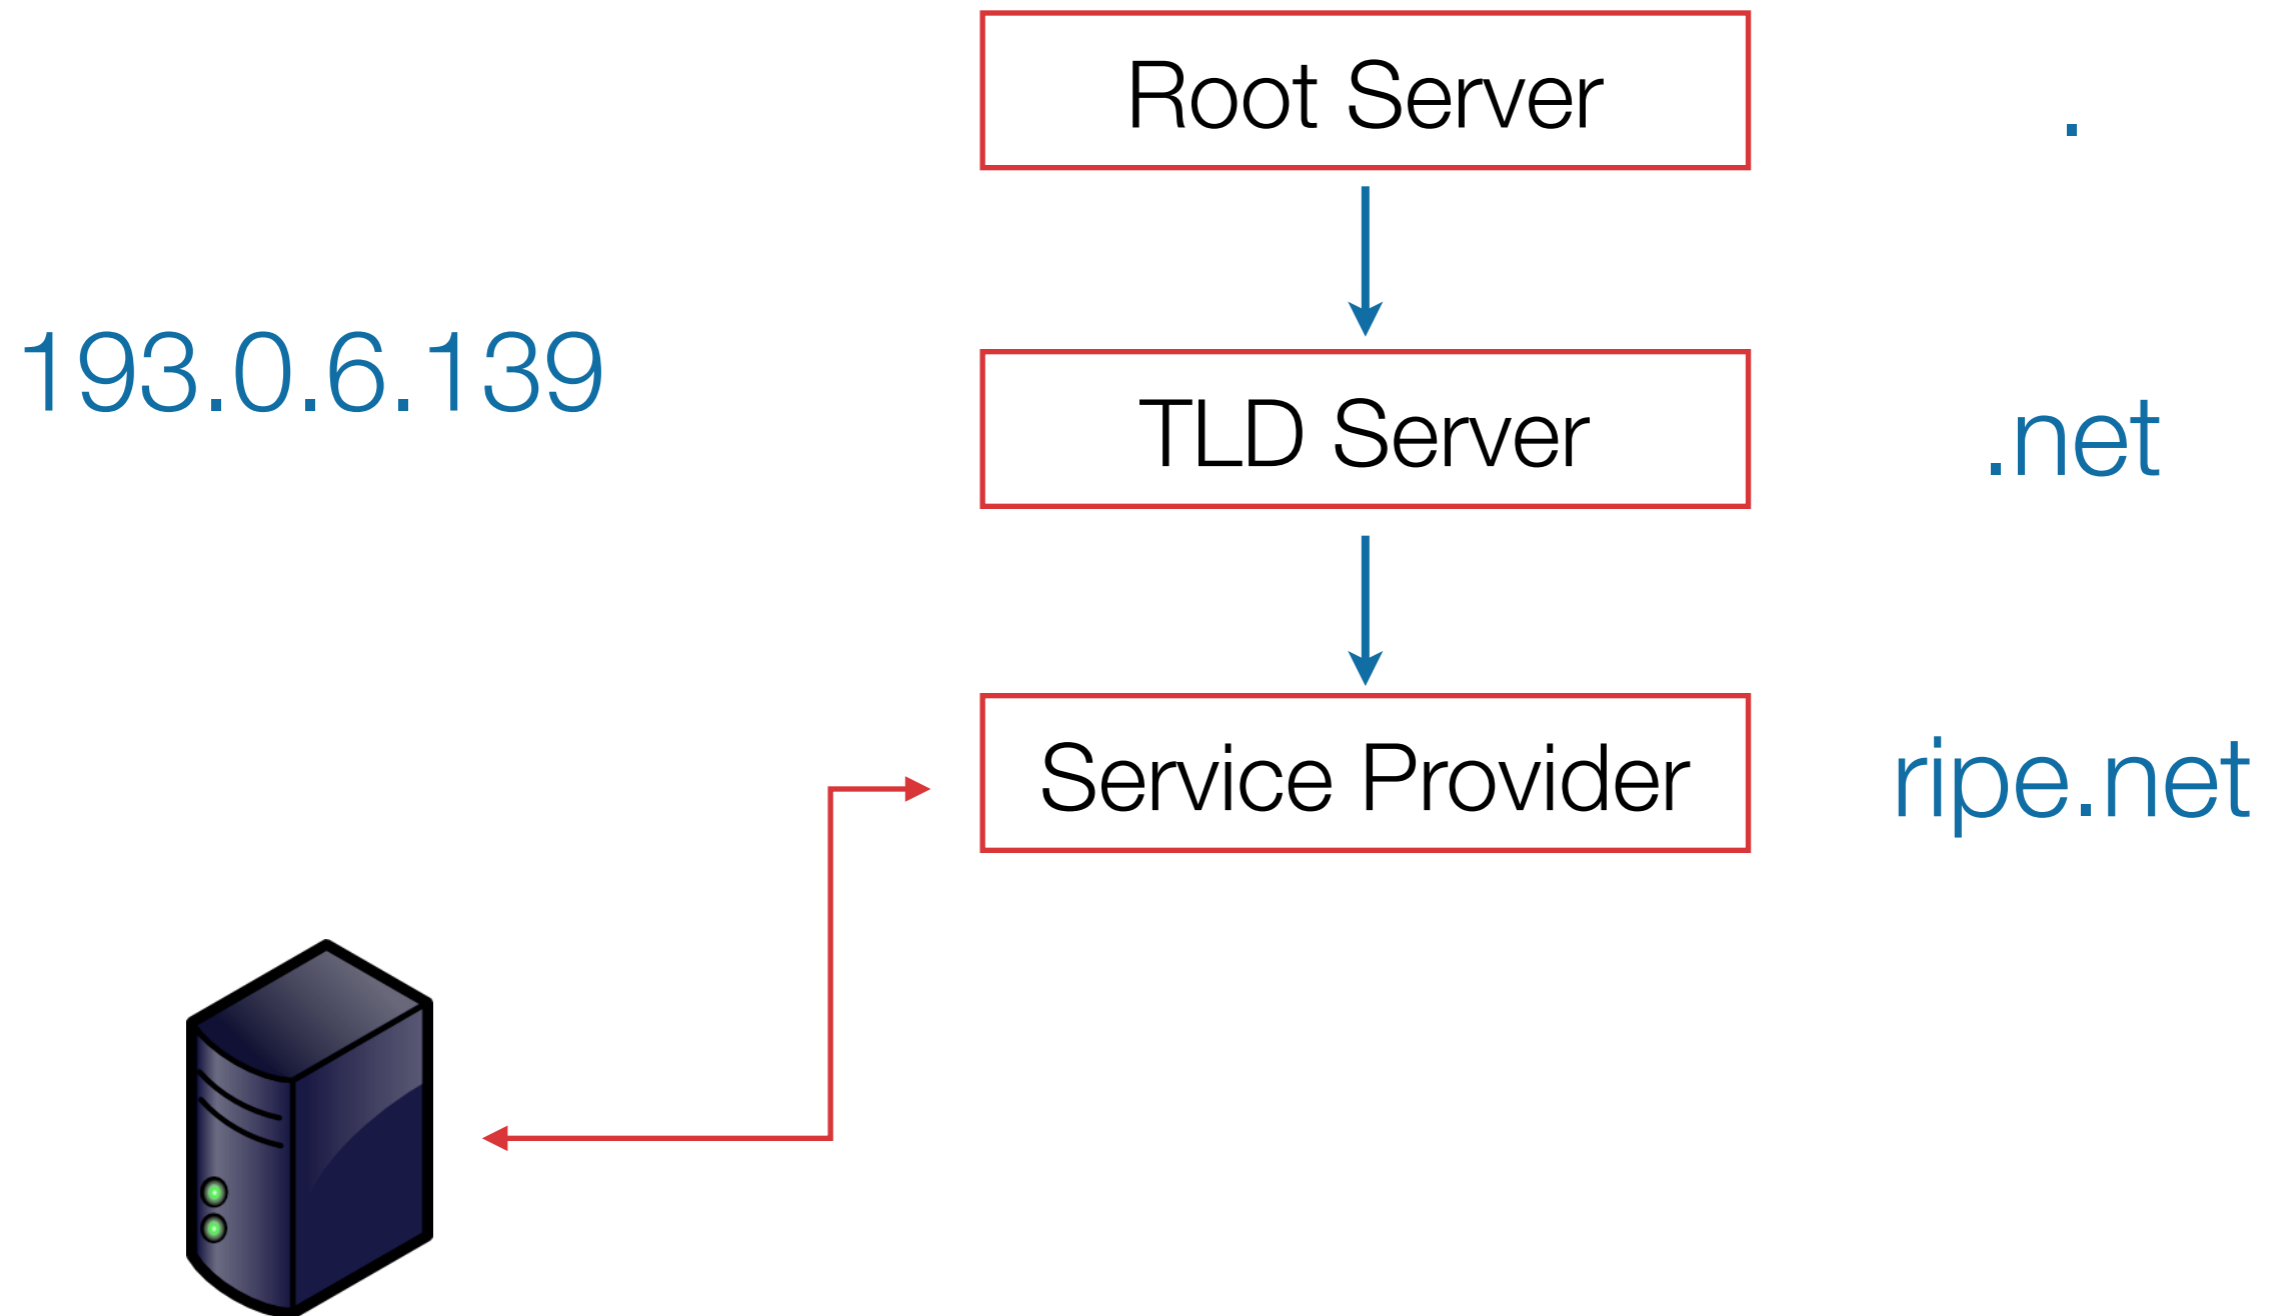 Root Server
.
193.0.6.139
TLD Server
.net
Service Provider
ripe.net